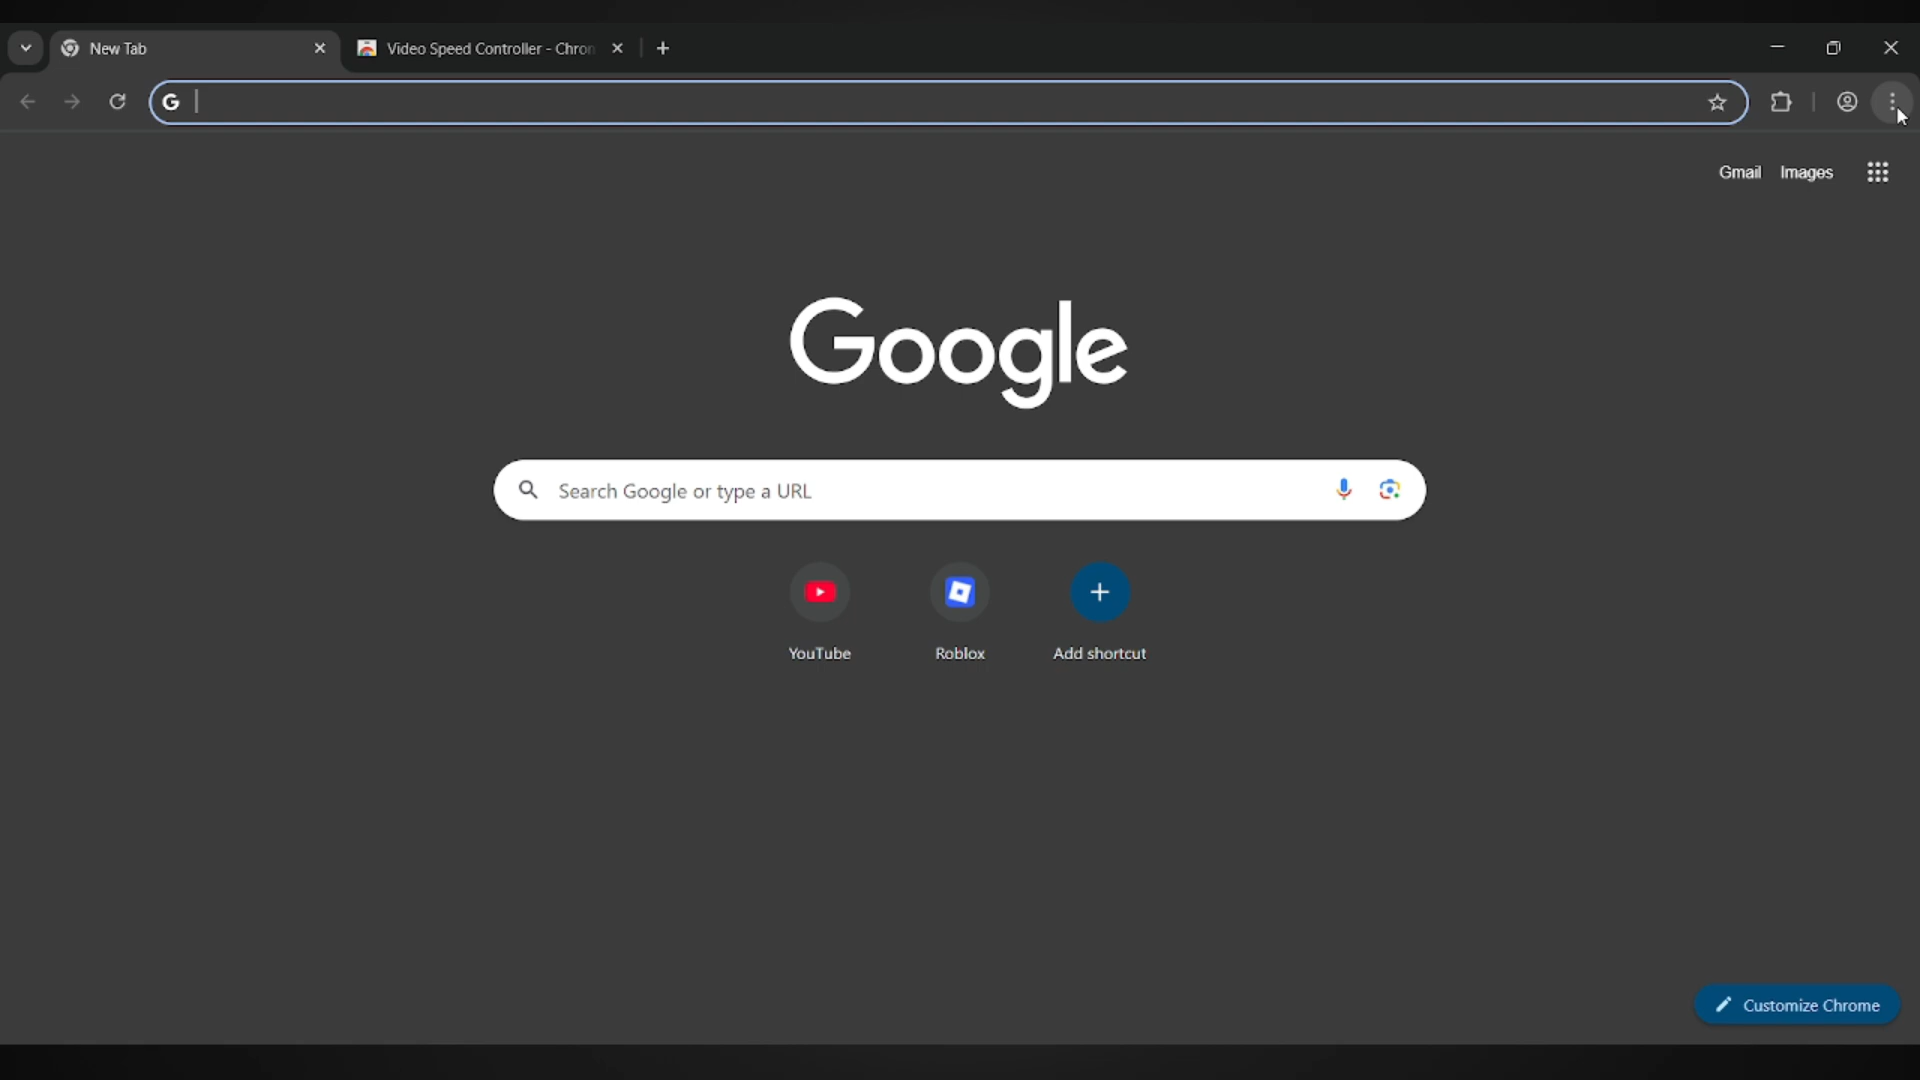 New Tab
Video Speed Controller - Chro
Gmail Images
Google
Search Google or type a URL
YouTube
Roblox
Add shortcut
Customize Chrome